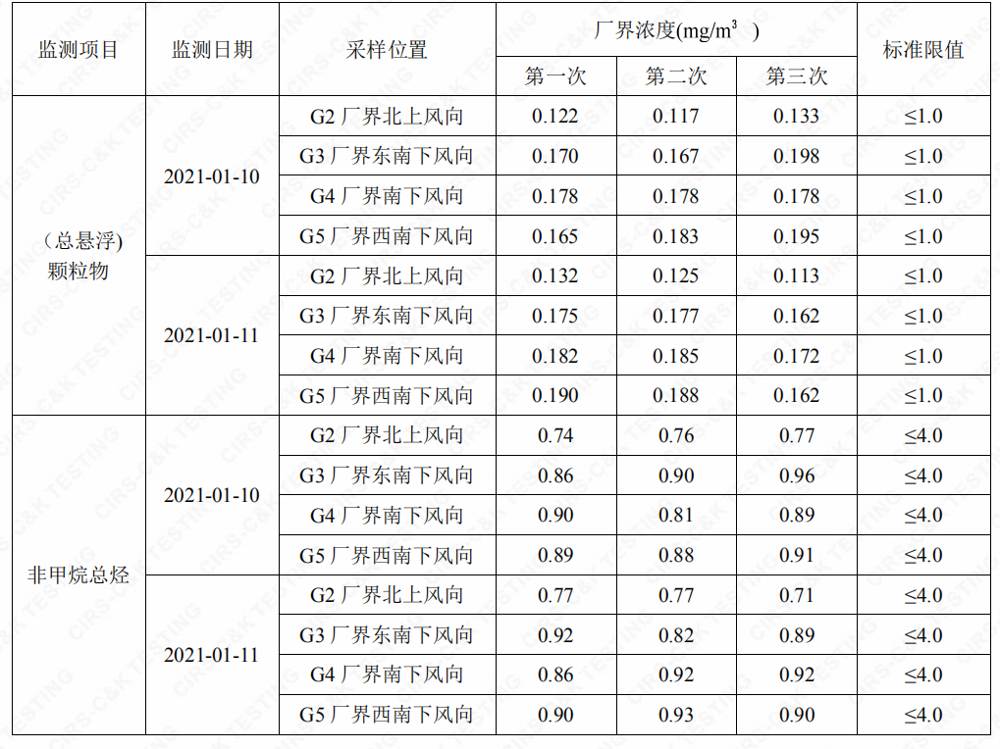 监测项目 监测日期 采样位置 厂界浓度(mg/m³ ) 标准限值
第一次 第二次 第三次
(总悬浮)
颗粒物
2021-01-10
G2 厂界北上风向 0.122 0.117 0.133 ≤1.0
G3 厂界东南下风向 0.170 0.167 0.198 ≤1.0
G4 厂界南下风向 0.178 0.178 0.178 ≤1.0
G5 厂界西南下风向 0.165 0.183 0.195 ≤1.0
2021-01-11
G2 厂界北上风向 0.132 0.125 0.113 ≤1.0
G3 厂界东南下风向 0.175 0.177 0.162 ≤1.0
G4 厂界南下风向 0.182 0.185 0.172 ≤1.0
G5 厂界西南下风向 0.190 0.188 0.162 ≤1.0
非甲烷总烃
2021-01-10
G2 厂界北上风向 0.74 0.76 0.77 ≤4.0
G3 厂界东南下风向 0.86 0.90 0.96 ≤4.0
G4 厂界南下风向 0.90 0.81 0.89 ≤4.0
G5 厂界西南下风向 0.89 0.88 0.91 ≤4.0
2021-01-11
G2 厂界北上风向 0.77 0.77 0.71 ≤4.0
G3 厂界东南下风向 0.92 0.82 0.89 ≤4.0
G4 厂界南下风向 0.86 0.92 0.92 ≤4.0
G5 厂界西南下风向 0.90 0.93 0.90 ≤4.0
CIRS-C&K TESTING